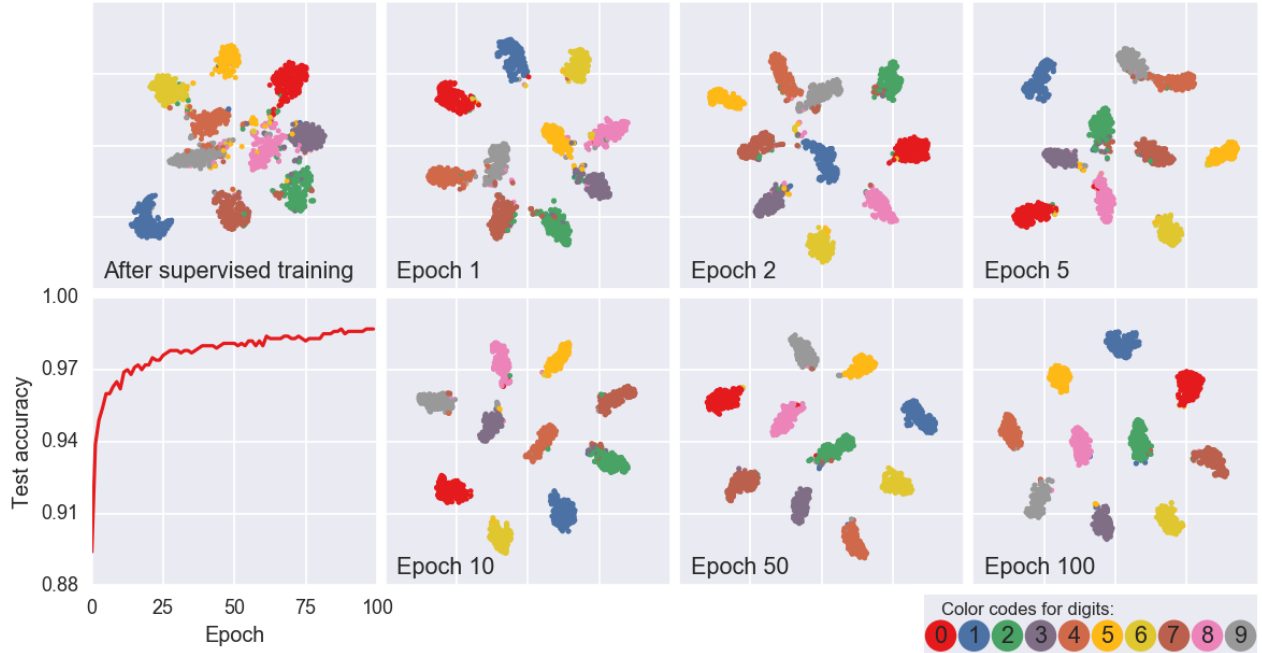 After supervised training
Epoch 1
Epoch 2
Epoch 5
1.00
0.97
0.94
0.91
0.88
Test accuracy
0 25 50 75 100
Epoch
Epoch 10
Epoch 50
Epoch 100
Color codes for digits:
0 1 2 3 4 5 6 7 8 9